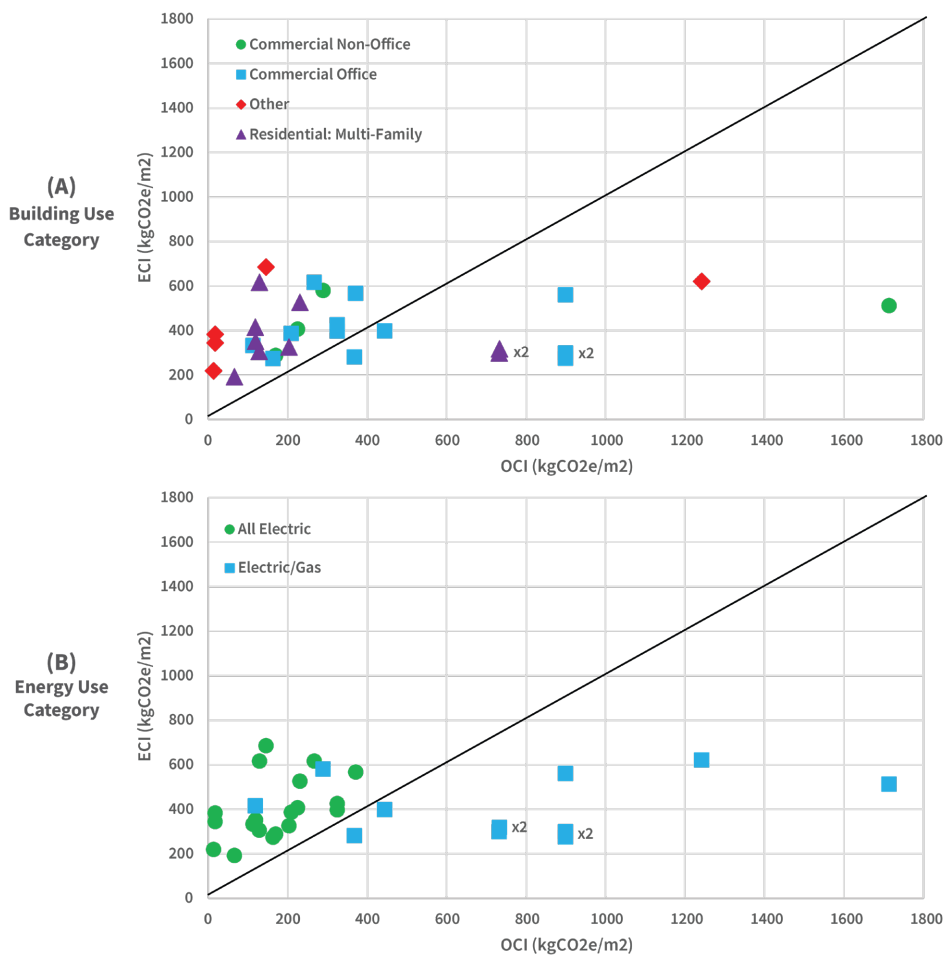 (A)
Building Use
Category
ECI (kgCO2e/m2)
1800
1600
1400
1200
1000
800
600
400
200
0
Commercial Non-Office
Commercial Office
Other
Residential: Multi-Family
x2
x2
0 200 400 600 800 1000 1200 1400 1600 1800
OCI (kgCO2e/m2)
(B)
Energy Use
Category
ECI (kgCO2e/m2)
1800
1600
1400
1200
1000
800
600
400
200
0
All Electric
Electric/Gas
x2
x2
0 200 400 600 800 1000 1200 1400 1600 1800
OCI (kgCO2e/m2)